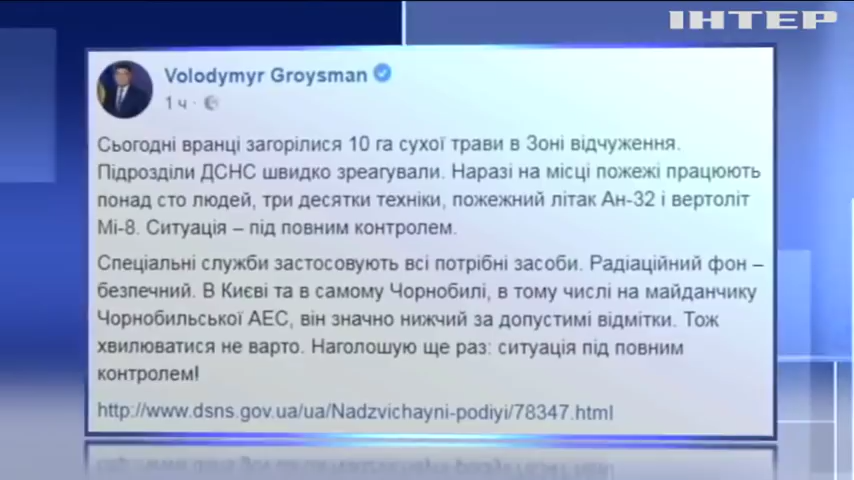 ІНТЕР
Volodymyr Groysman
1 ч ·
Сьогодні вранці загорілися 10 га сухої трави в Зоні відчуження.
Підрозділи ДСНС швидко зреагували. Наразі на місці пожежі працюють
понад сто людей, три десятки техніки, пожежний літак Ан-32 і вертоліт
Мі-8. Ситуація – під повним контролем.
Спеціальні служби застосовують всі потрібні засоби. Радіаційний фон –
безпечний. В Києві та в самому Чорнобилі, в тому числі на майданчику
Чорнобильської АЕС, він значно нижчий за допустимі відмітки. Тож
хвилюватися не варто. Наголошую ще раз: ситуація під повним
контролем!
http://www.dsns.gov.ua/ua/Nadzvichayni-podiyi/78347.html